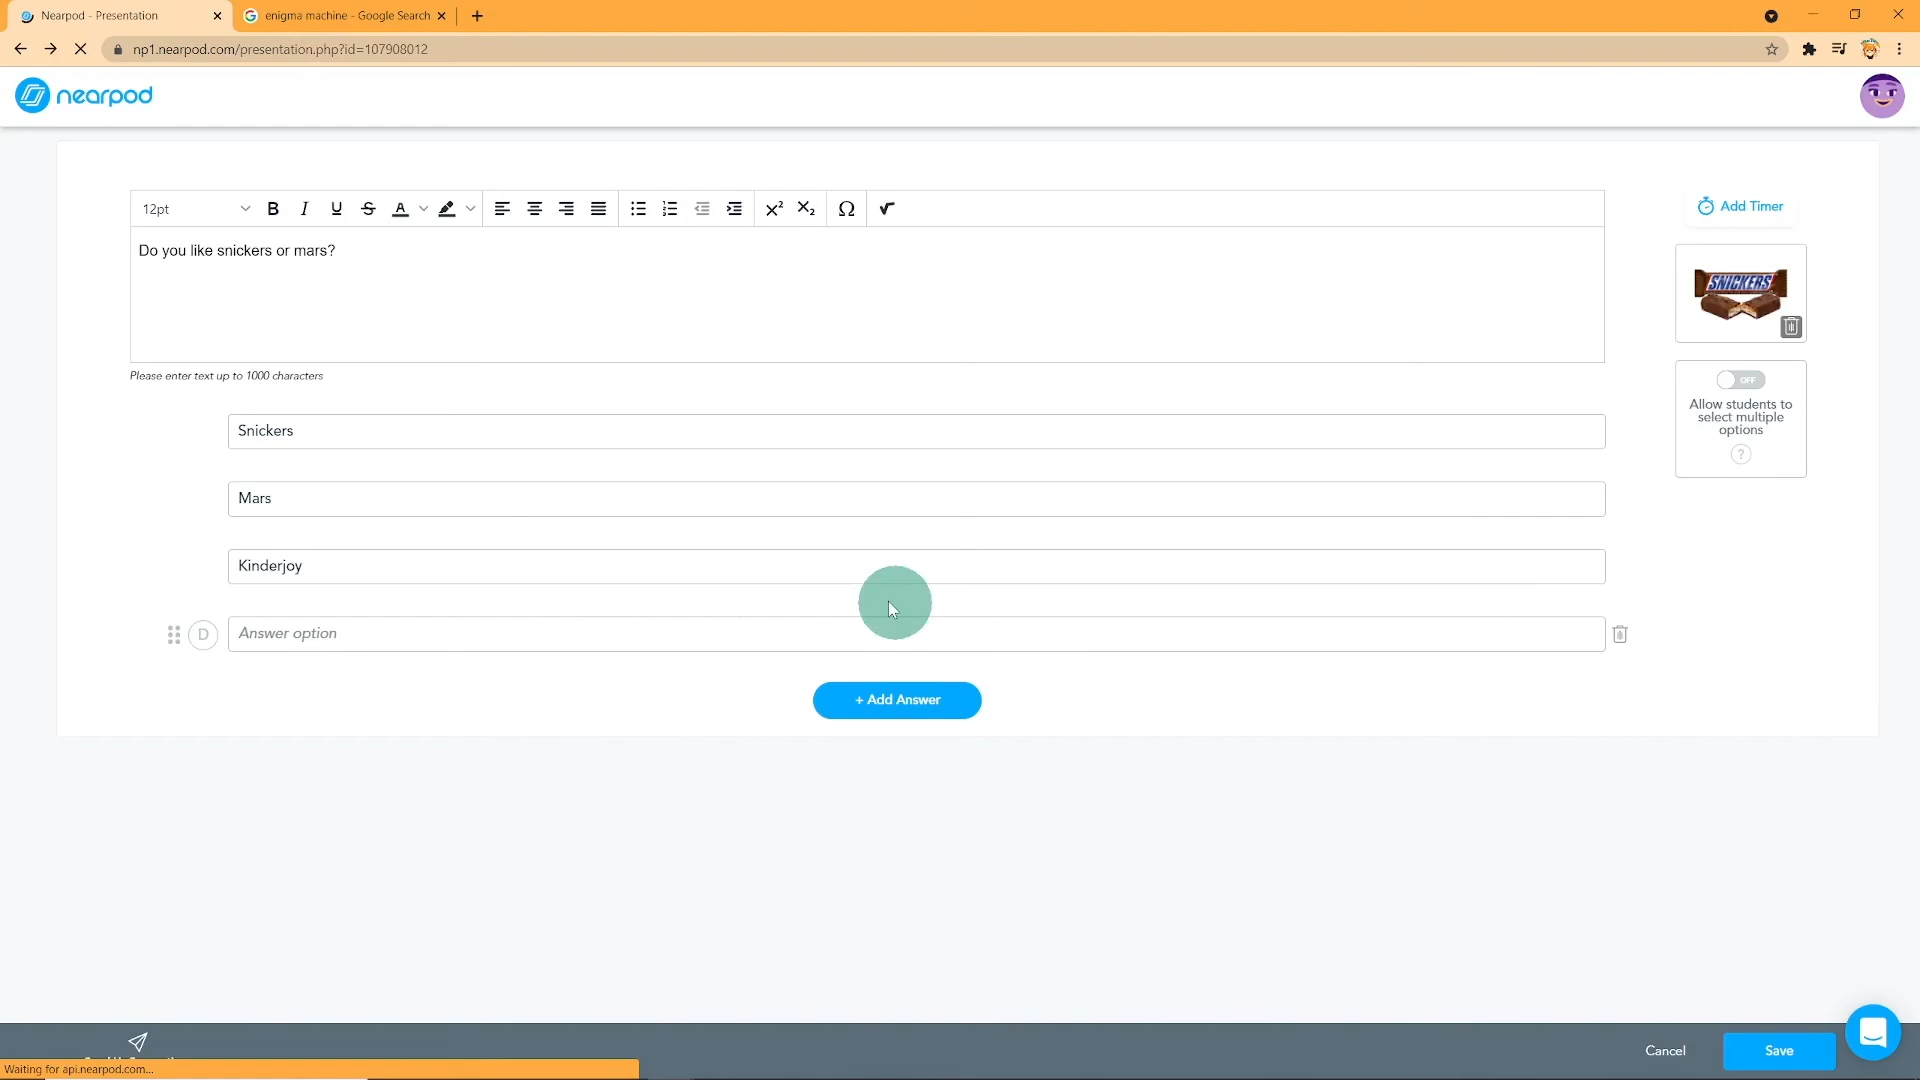 Nearpod - Presentation
enigma machine - Google Search
np1.nearpod.com/presentation.php?id=107908012
nearpod
12pt
B I U S A
X² X₂ Ω √
Add Timer
Do you like snickers or mars?
SNICKERS
Please enter text up to 1000 characters
OFF
Allow students to
select multiple
options
?
Snickers
Mars
Kinderjoy
D
Answer option
+ Add Answer
Cancel
Save
Waiting for api.nearpod.com...